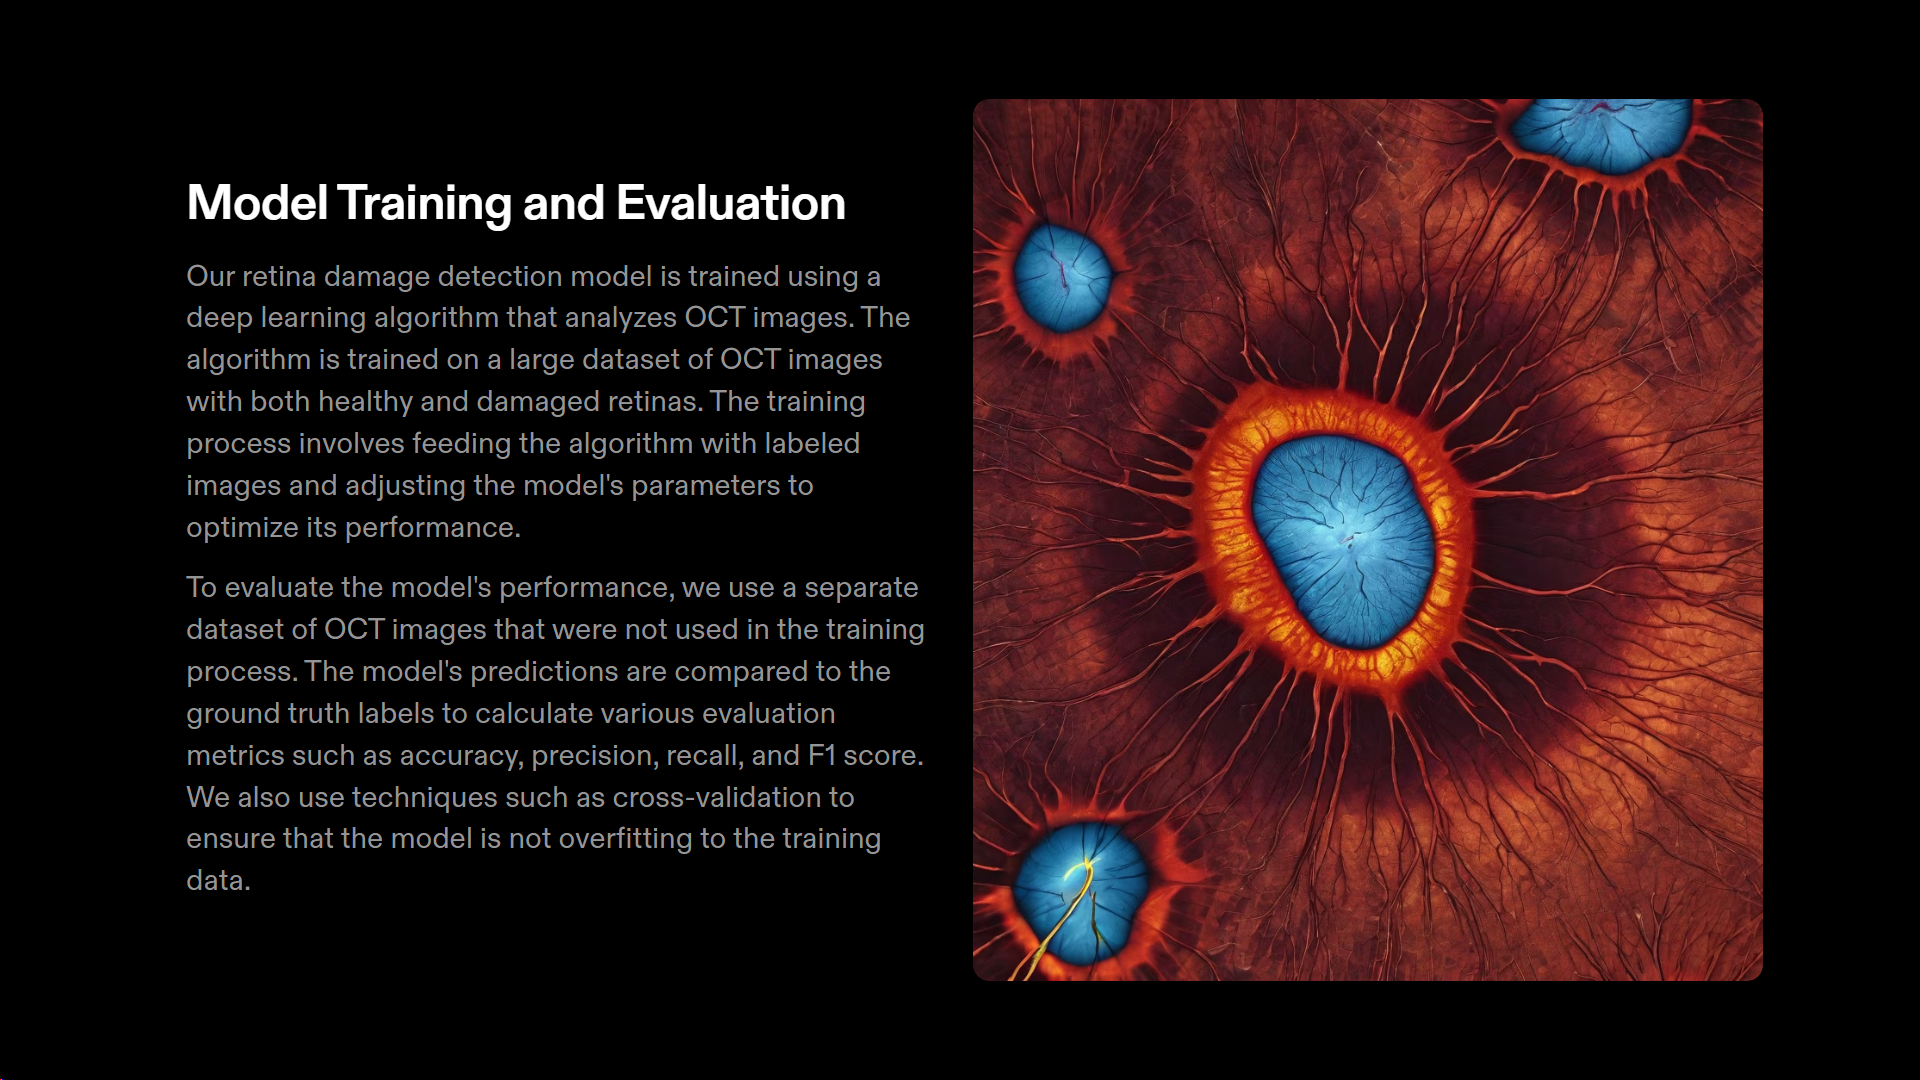 Model Training and Evaluation
Our retina damage detection model is trained using a
deep learning algorithm that analyzes OCT images. The
algorithm is trained on a large dataset of OCT images
with both healthy and damaged retinas. The training
process involves feeding the algorithm with labeled
images and adjusting the model's parameters to
optimize its performance.
To evaluate the model's performance, we use a separate
dataset of OCT images that were not used in the training
process. The model's predictions are compared to the
ground truth labels to calculate various evaluation
metrics such as accuracy, precision, recall, and F1 score.
We also use techniques such as cross-validation to
ensure that the model is not overfitting to the training
data.